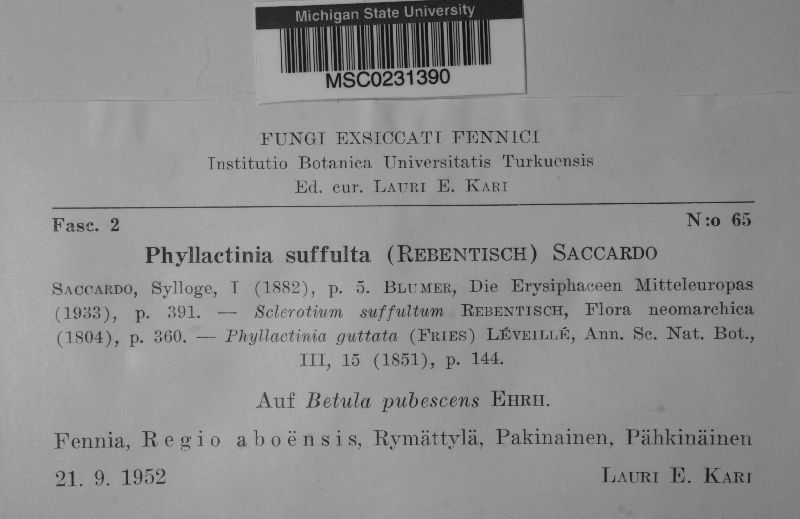 Michigan State University
MSC0231390
FUNGI EXSICCATI FENNICI
Institutio Botanica Universitatis Turkuensis
Ed. cur. LAURI E. KARI
Fasc. 2 N:o 65
Phyllactinia suffulta (REBENTISCH) SACCARDO
SACCARDO, Sylloge, I (1882), p. 5. BLUMER, Die Erysiphaceen Mitteleuropas
(1933), p. 391. — Sclerotium suffultum REBENTISCH, Flora neomarchica
(1804), p. 360. — Phyllactinia guttata (FRIES) LÉVEILLÉ, Ann. Sc. Nat. Bot.,
III, 15 (1851), p. 144.
Auf Betula pubescens EHRH.
Fennia, Regio aboënsis, Rymättylä, Pakinainen, Pähkinäinen
21. 9. 1952 LAURI E. KARI